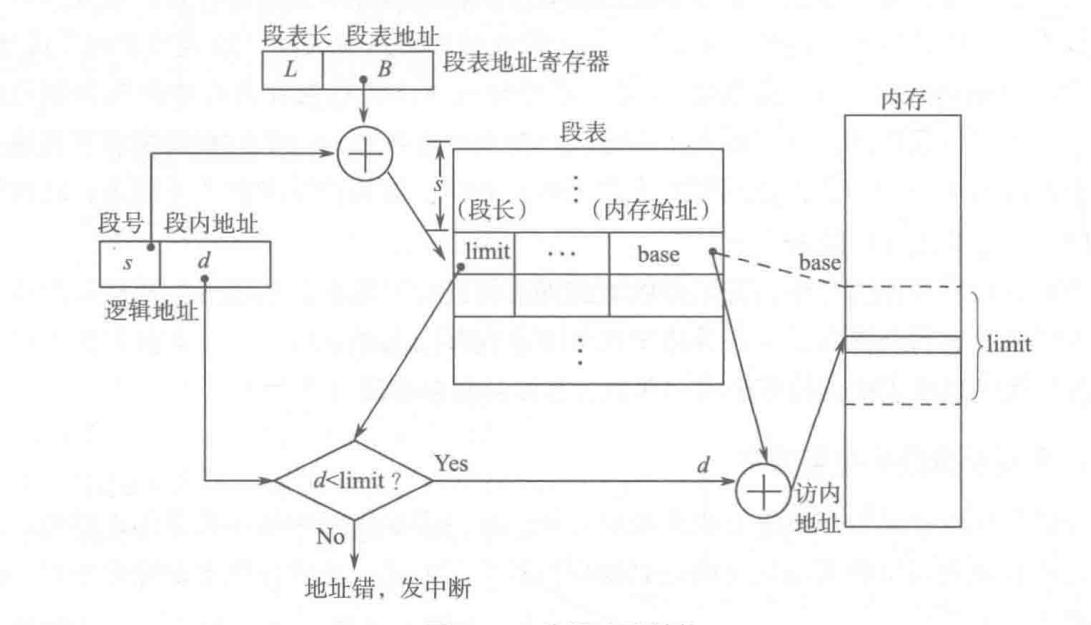 段表长 段表地址
L B 段表地址寄存器
内存
段表
s
(段长) (内存始址)
段号 段内地址
s d
limit … base
base
逻辑地址
limit
d<limit ?
Yes
d
访内
地址
No
地址错，发中断